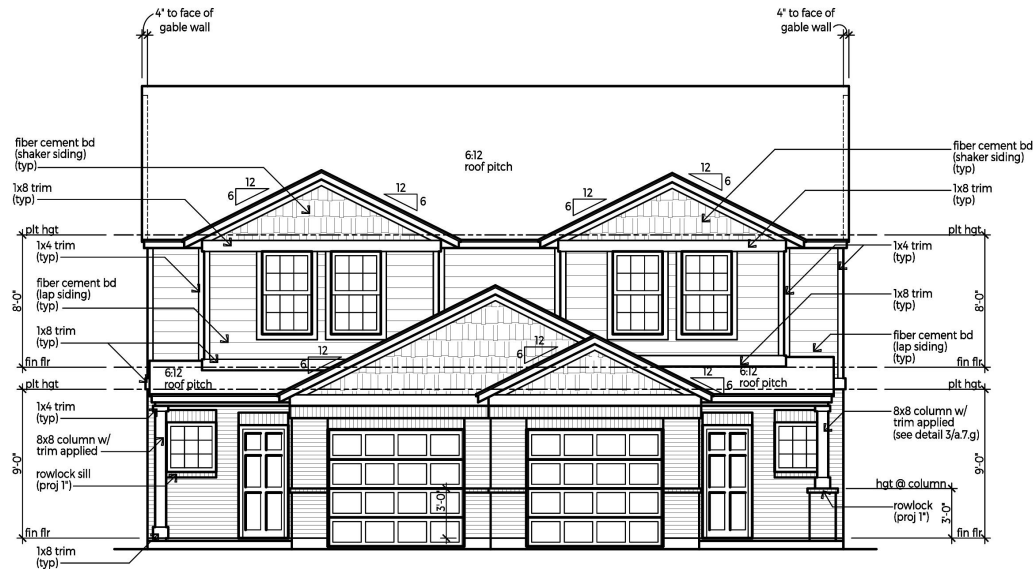 4" to face of
gable wall
4" to face of
gable wall
fiber cement bd
(shaker siding)
(typ)
1x8 trim
(typ)
plt hgt
1x4 trim
(typ)
fiber cement bd
(lap siding)
(typ)
8'-0"
1x8 trim
(typ)
fin flr
plt hgt
1x4 trim
(typ)
8x8 column w/
trim applied
9'-0"
rowlock sill
(proj 1")
fin flr
1x8 trim
(typ)
6:12
roof pitch
12
6
12
6
12
6
12
6
12
6
12
6
12
6
6:12
roof pitch
6:12
roof pitch
3'-0"
fiber cement bd
(shaker siding)
(typ)
1x8 trim
(typ)
plt hgt
1x4 trim
(typ)
8'-0"
1x8 trim
(typ)
fiber cement bd
(lap siding)
(typ)
fin flr
plt hgt
8x8 column w/
trim applied
(see detail 3/a.7.g)
9'-0"
hgt @ column
rowlock
(proj 1")
3'-0"
fin flr